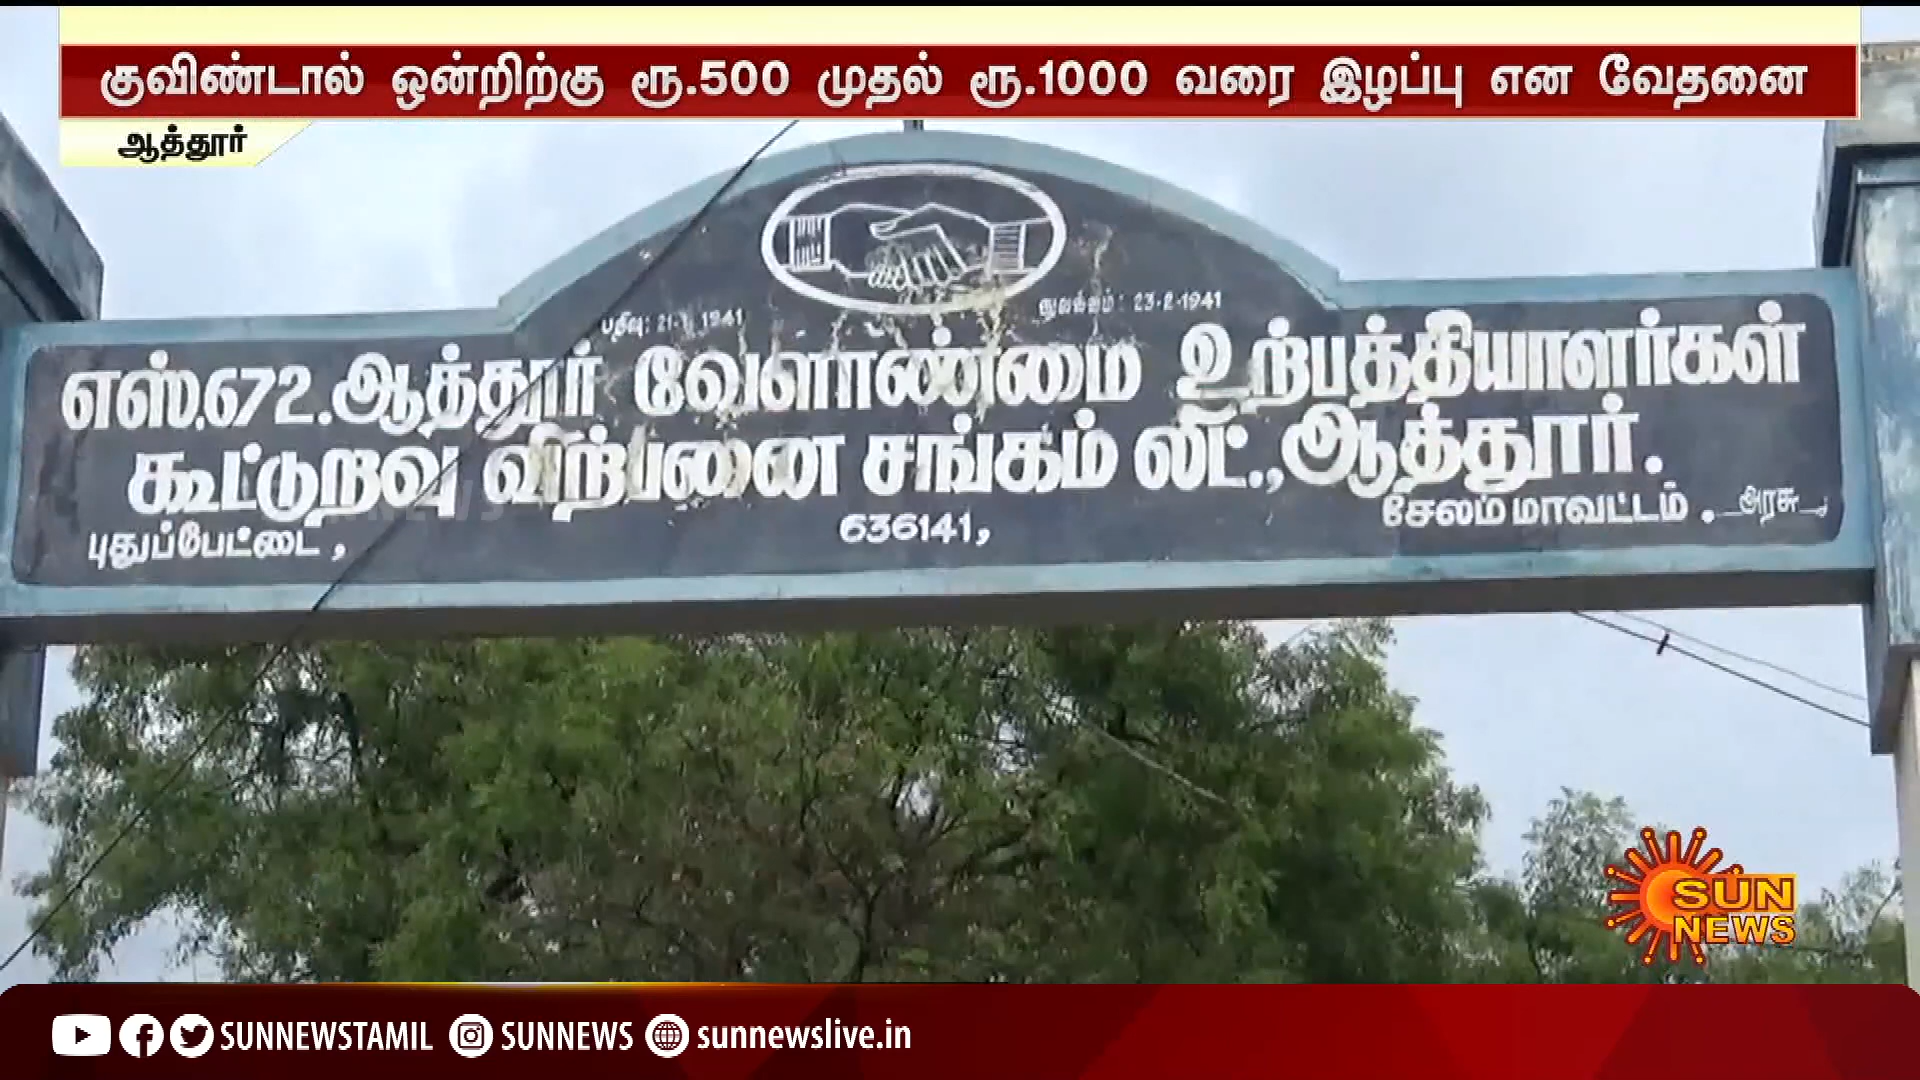 குவிண்டால் ஒன்றிற்கு ரூ.500 முதல் ரூ.1000 வரை இழப்பு என வேதனை
ஆத்தூர்
பதிவு: 21-1-1941 துவக்கம்: 23-2-1941
எஸ்.672.ஆத்தூர் வேளாண்மை உற்பத்தியாளர்கள்
கூட்டுறவு விற்பனை சங்கம் லிட்.,ஆத்தூர்.
புதுப்பேட்டை, 636141, சேலம் மாவட்டம். அரசு
SUN
NEWS
SUNNEWSTAMIL SUNNEWS sunnewslive.in